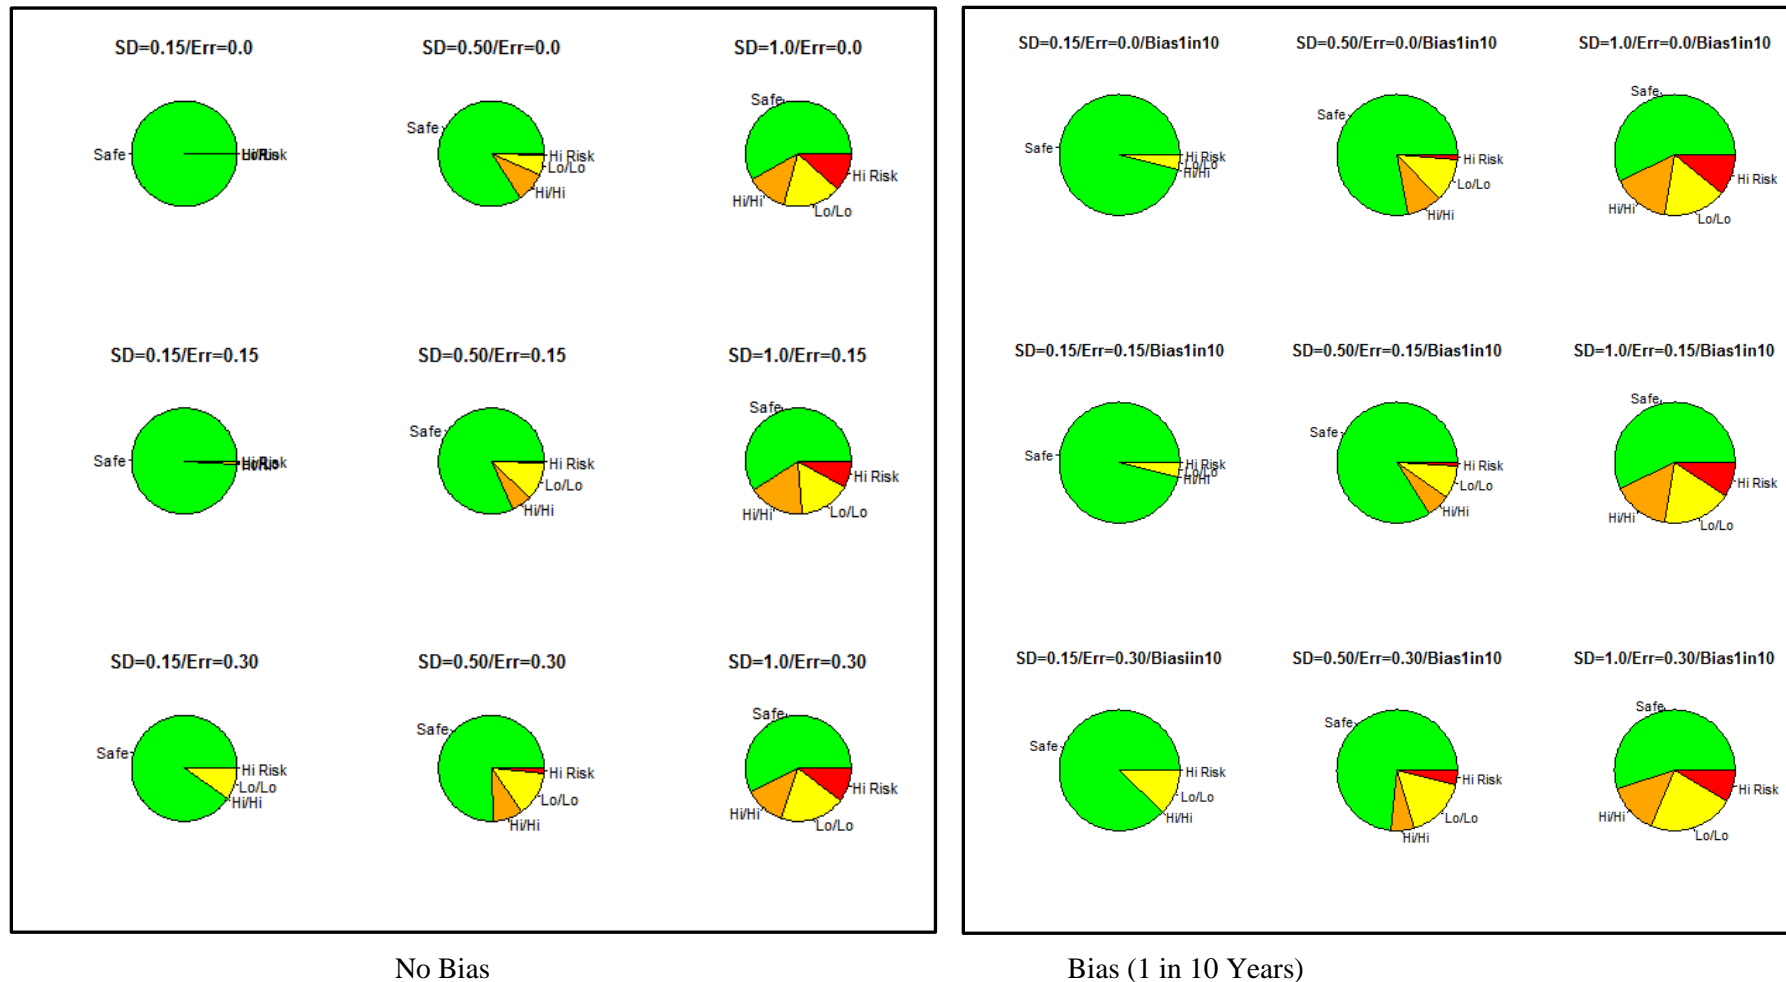 SD=0.15/Err=0.0
SD=0.50/Err=0.0
SD=1.0/Err=0.0
Safe
Hi Risk
Safe
Hi Risk
Lo/Lo
Hi/Hi
Safe
Hi Risk
Lo/Lo
Hi/Hi
SD=0.15/Err=0.15
SD=0.50/Err=0.15
SD=1.0/Err=0.15
Safe
Hi Risk
Safe
Hi Risk
Lo/Lo
Hi/Hi
Safe
Hi Risk
Lo/Lo
Hi/Hi
SD=0.15/Err=0.30
SD=0.50/Err=0.30
SD=1.0/Err=0.30
Safe
Hi Risk
Lo/Lo
Hi/Hi
Safe
Hi Risk
Lo/Lo
Hi/Hi
Safe
Hi Risk
Lo/Lo
Hi/Hi
No Bias
SD=0.15/Err=0.0/Bias1in10
SD=0.50/Err=0.0/Bias1in10
SD=1.0/Err=0.0/Bias1in10
Safe
Hi Risk
Lo/Lo
Hi/Hi
Safe
Hi Risk
Lo/Lo
Hi/Hi
Safe
Hi Risk
Lo/Lo
Hi/Hi
SD=0.15/Err=0.15/Bias1in10
SD=0.50/Err=0.15/Bias1in10
SD=1.0/Err=0.15/Bias1in10
Safe
Hi Risk
Lo/Lo
Hi/Hi
Safe
Hi Risk
Lo/Lo
Hi/Hi
Safe
Hi Risk
Lo/Lo
Hi/Hi
SD=0.15/Err=0.30/Biasiin10
SD=0.50/Err=0.30/Bias1in10
SD=1.0/Err=0.30/Bias1in10
Safe
Hi Risk
Lo/Lo
Hi/Hi
Safe
Hi Risk
Lo/Lo
Hi/Hi
Safe
Hi Risk
Lo/Lo
Hi/Hi
Bias (1 in 10 Years)